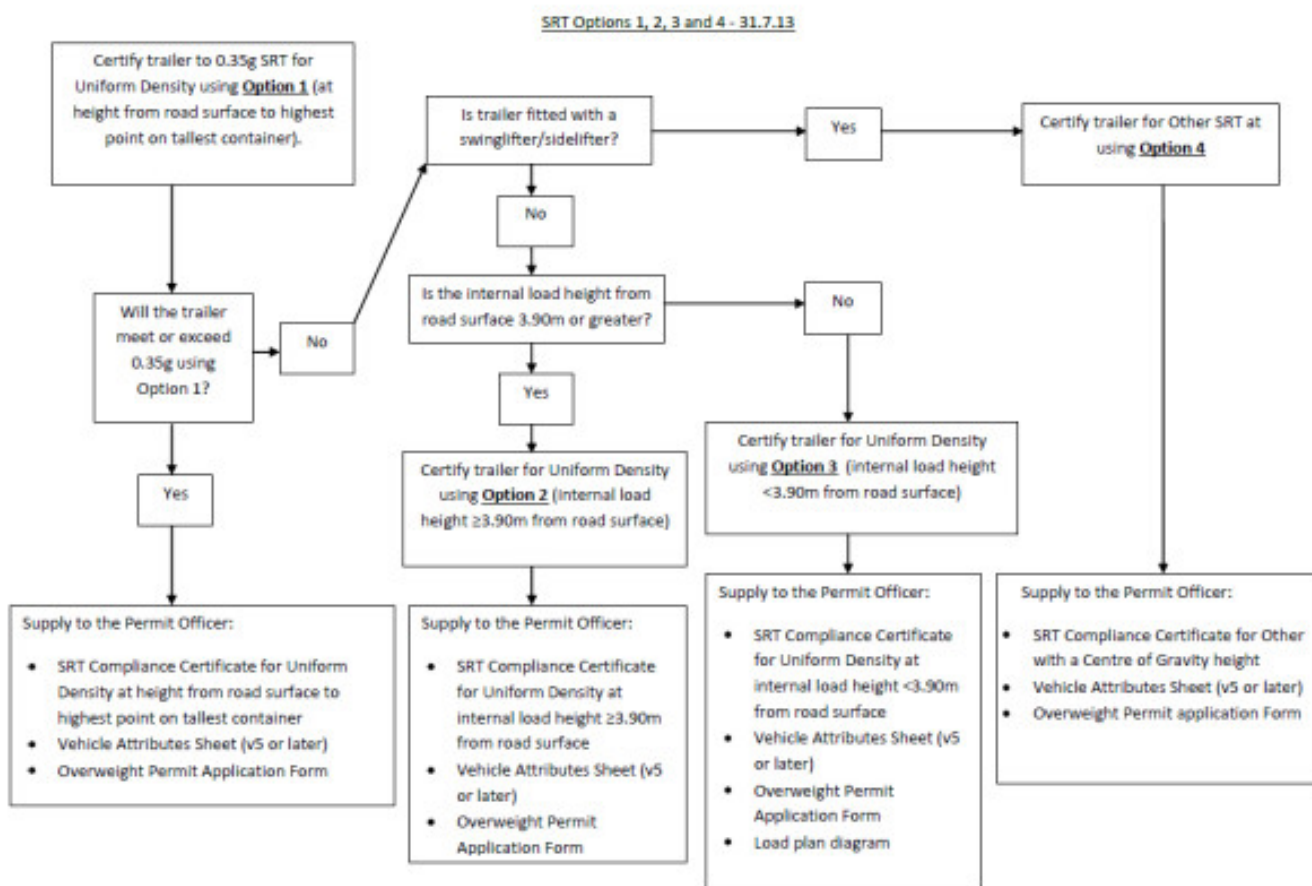 SRT Options 1, 2, 3 and 4 - 31.7.13
Certify trailer to 0.35g SRT for
Uniform Density using Option 1 (at
height from road surface to highest
point on tallest container).
Is trailer fitted with a
swinglifter/sidelifter?
Yes
Certify trailer for Other SRT at
using Option 4
No
Will the trailer
meet or exceed
0.35g using
Option 1?
No
Is the internal load height from
road surface 3.90m or greater?
No
Yes
Yes
Certify trailer for Uniform Density
using Option 2 (internal load
height ≥3.90m from road surface)
Certify trailer for Uniform Density
using Option 3 (internal load height
<3.90m from road surface)
Supply to the Permit Officer:
• SRT Compliance Certificate for Uniform
Density at height from road surface to
highest point on tallest container
• Vehicle Attributes Sheet (v5 or later)
• Overweight Permit Application Form
Supply to the Permit Officer:
• SRT Compliance Certificate
for Uniform Density at
internal load height ≥3.90m
from road surface
• Vehicle Attributes Sheet (v5
or later)
• Overweight Permit
Application Form
Supply to the Permit Officer:
• SRT Compliance Certificate
for Uniform Density at
internal load height <3.90m
from road surface
• Vehicle Attributes Sheet (v5
or later)
• Overweight Permit
Application Form
• Load plan diagram
Supply to the Permit Officer:
• SRT Compliance Certificate for Other
with a Centre of Gravity height
• Vehicle Attributes Sheet (v5 or later)
• Overweight Permit application Form